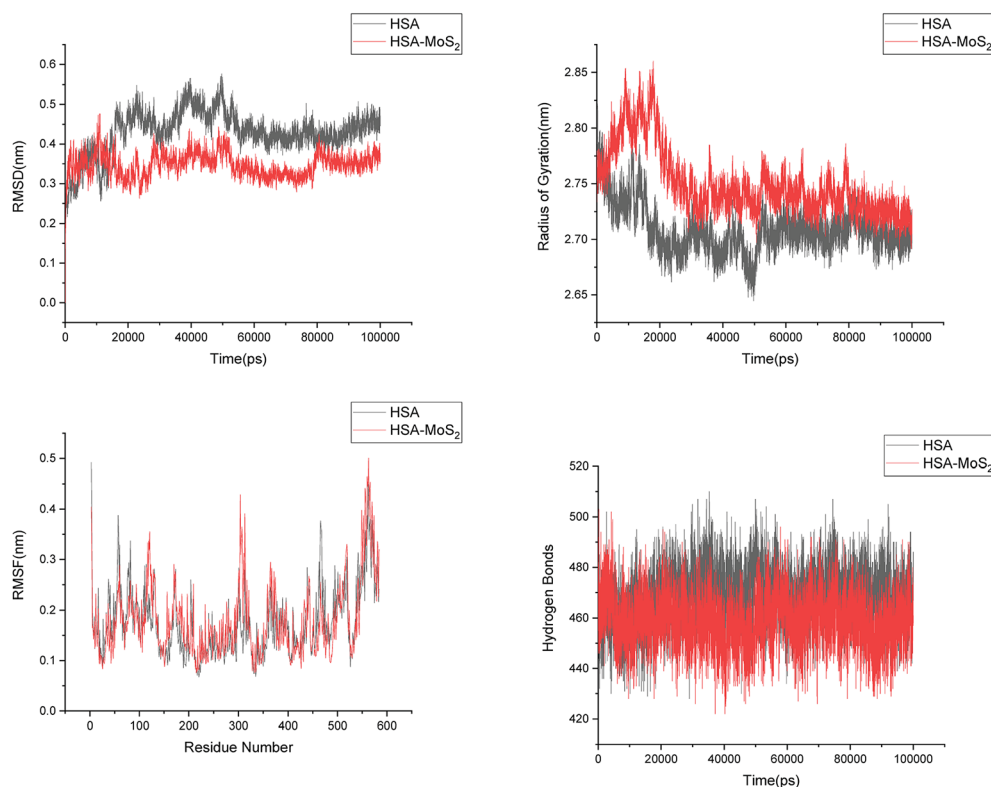 HSA
HSA-MoS₂
0.6
0.5
0.4
0.3
0.2
0.1
0.0
RMSD(nm)
0 20000 40000 60000 80000 100000
Time(ps)
HSA
HSA-MoS₂
2.85
2.80
2.75
2.70
2.65
Radius of Gyration(nm)
0 20000 40000 60000 80000 100000
Time(ps)
HSA
HSA-MoS₂
0.5
0.4
0.3
0.2
0.1
0.0
RMSF(nm)
0 100 200 300 400 500 600
Residue Number
HSA
HSA-MoS₂
520
510
500
480
460
440
420
Hydrogen Bonds
0 20000 40000 60000 80000 100000
Time(ps)